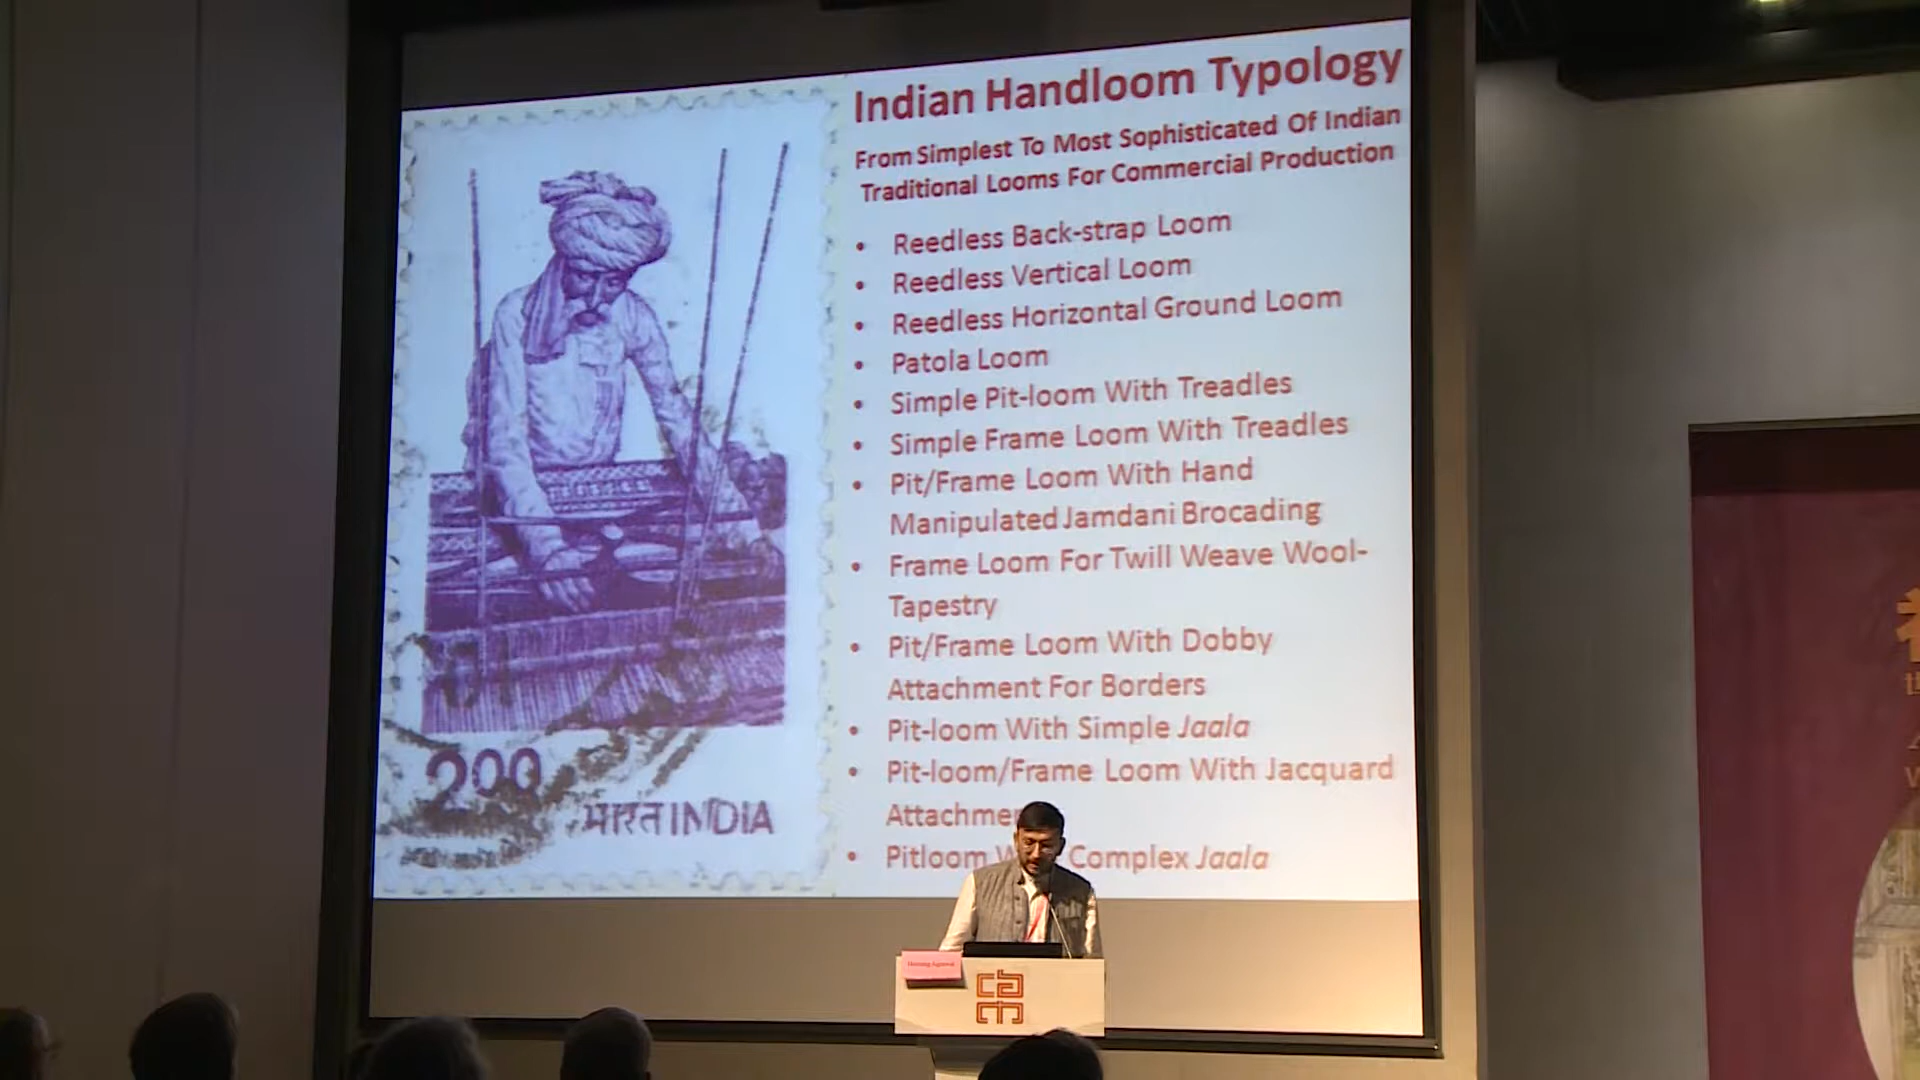 Indian Handloom Typology
From Simplest To Most Sophisticated Of Indian
Traditional Looms For Commercial Production
• Reedless Back-strap Loom
• Reedless Vertical Loom
• Reedless Horizontal Ground Loom
• Patola Loom
• Simple Pit-loom With Treadles
• Simple Frame Loom With Treadles
• Pit/Frame Loom With Hand
Manipulated Jamdani Brocading
• Frame Loom For Twill Weave Wool-
Tapestry
• Pit/Frame Loom With Dobby
Attachment For Borders
• Pit-loom With Simple Jaala
• Pit-loom/Frame Loom With Jacquard
Attachme
• Pitloom W Complex Jaala
2.00
भारत INDIA